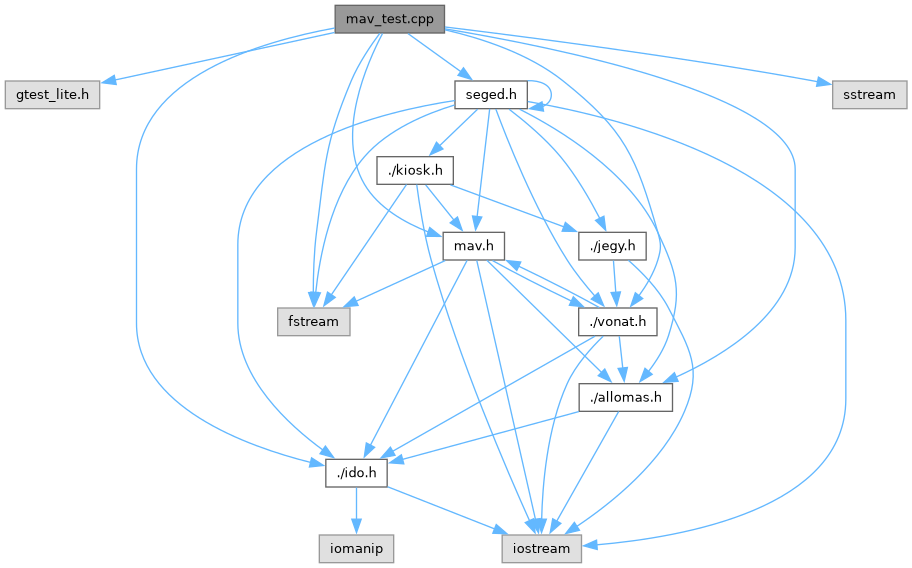 mav_test.cpp
gtest_lite.h
seged.h
sstream
./kiosk.h
mav.h
./jegy.h
fstream
./vonat.h
./allomas.h
./ido.h
iomanip
iostream